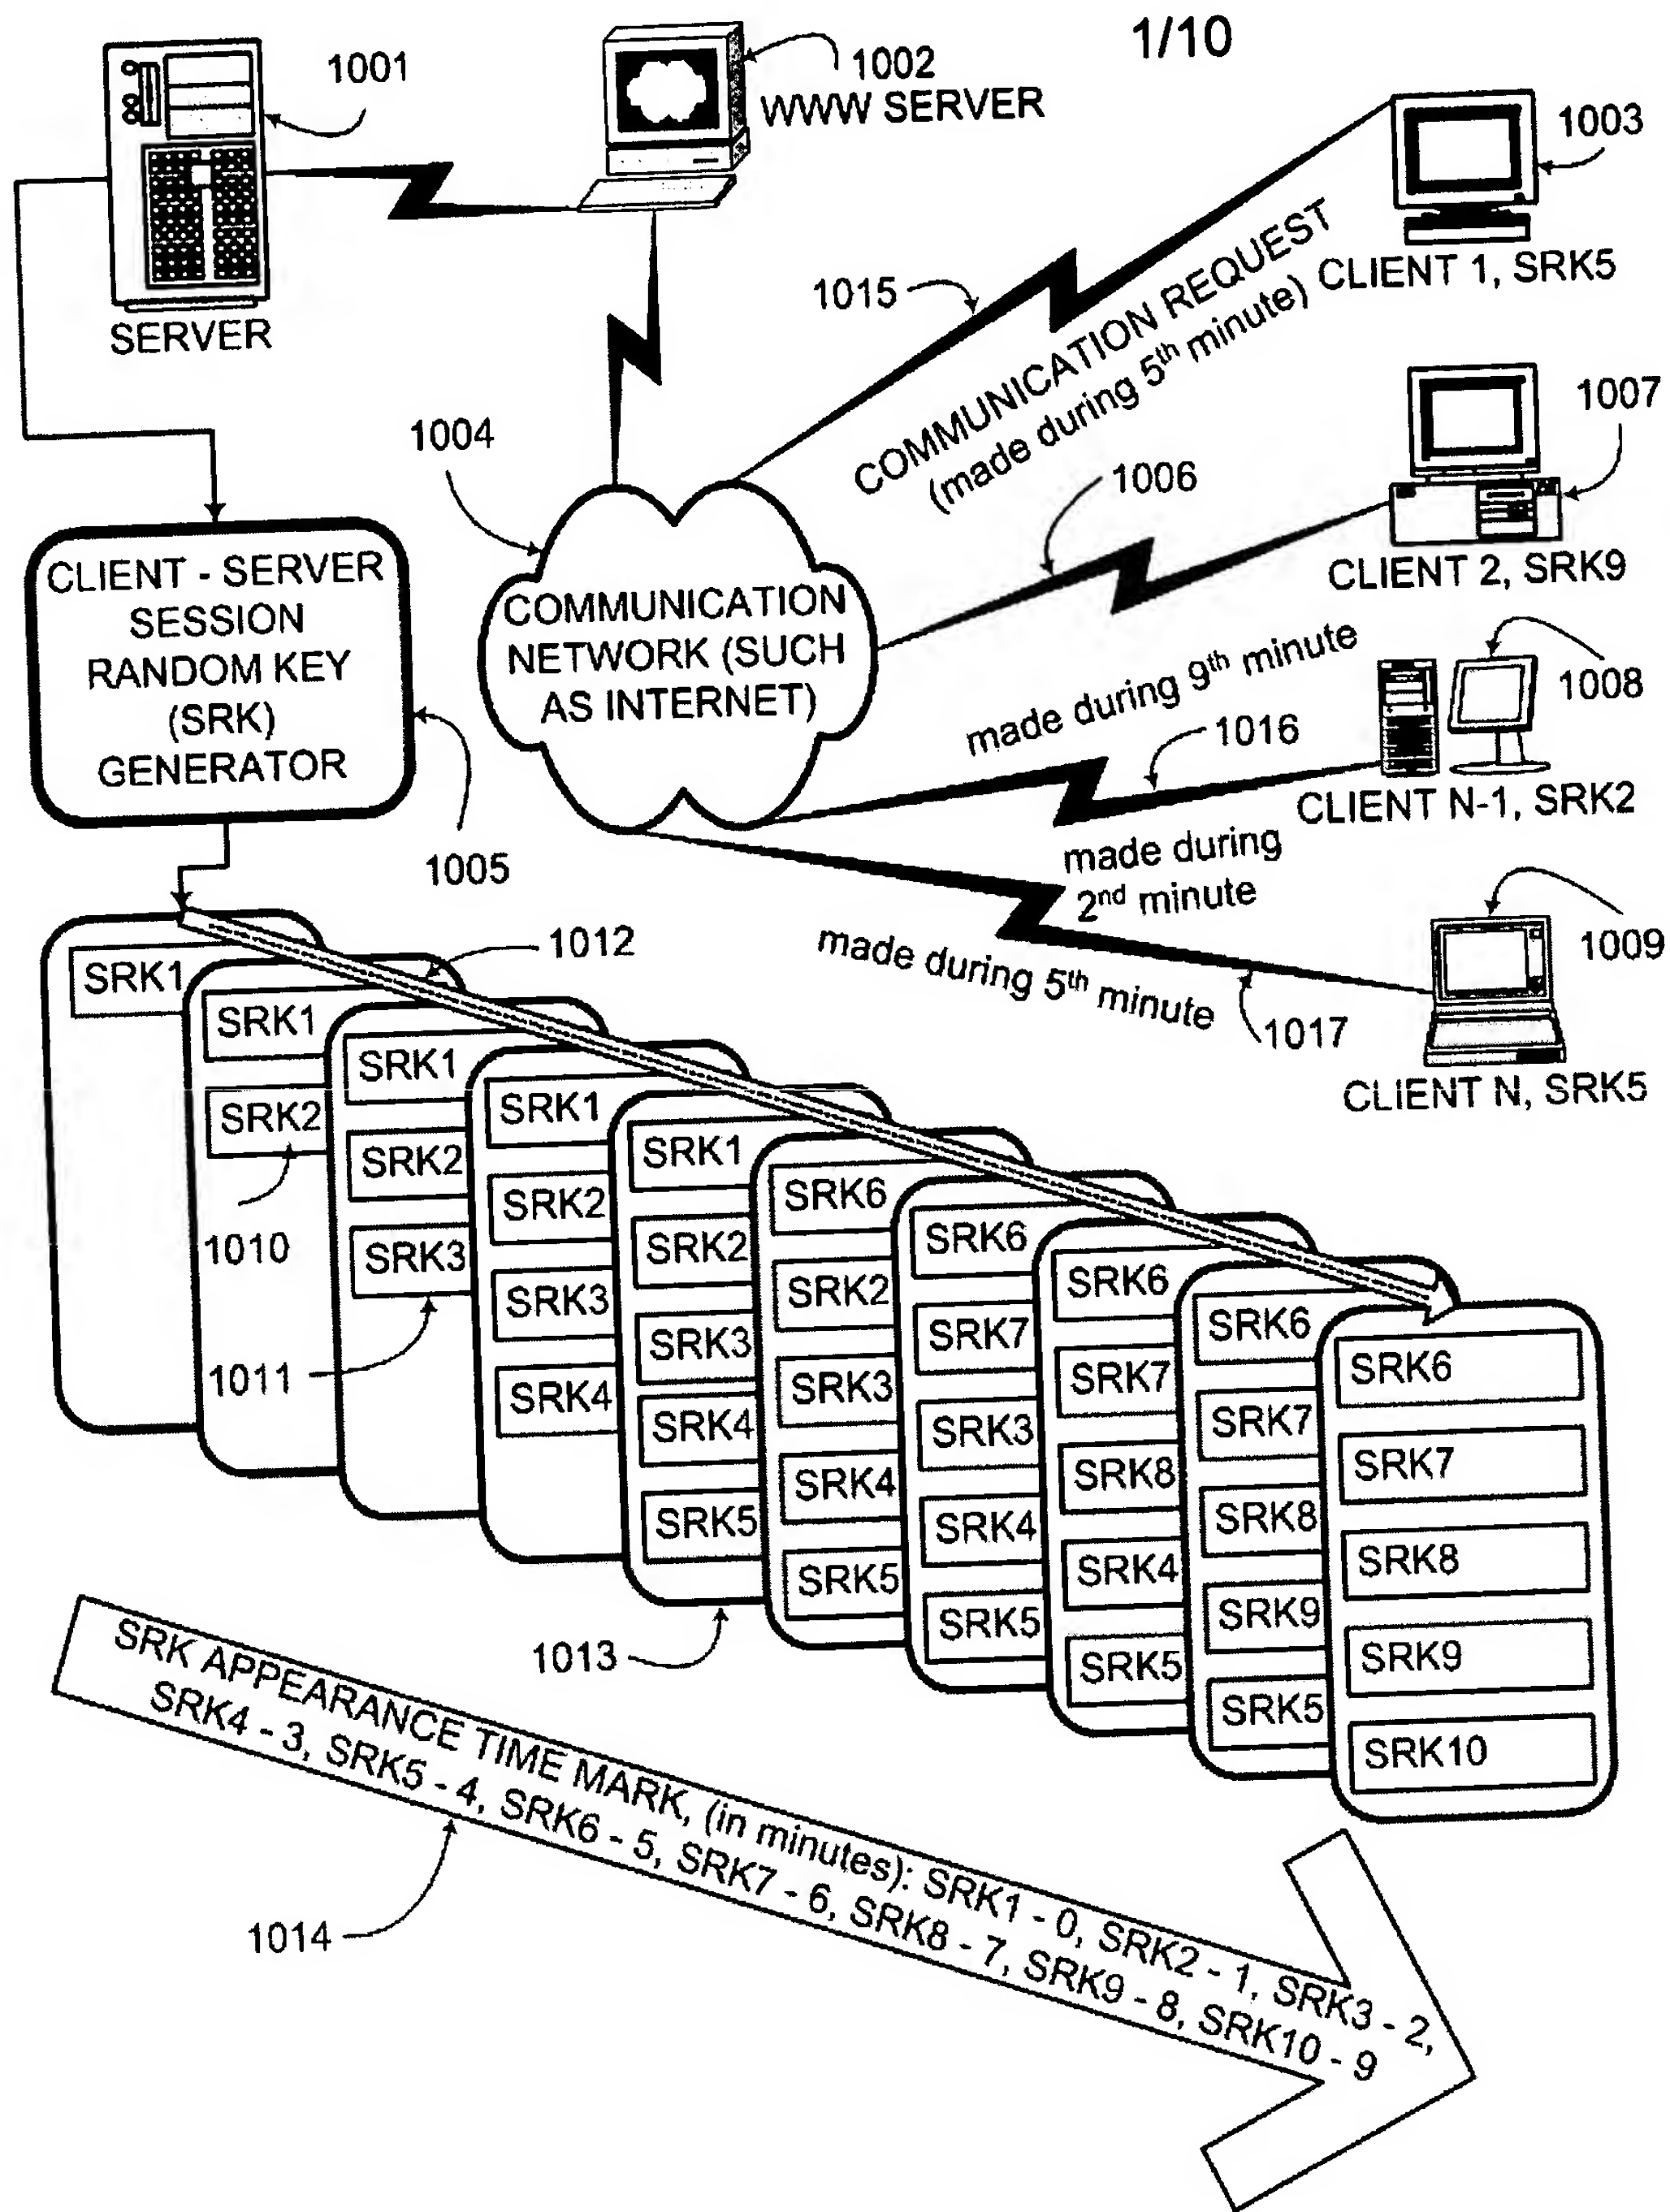 1/10
1001
1002
WWW SERVER
1003
SERVER
CLIENT 1, SRK5
1015
COMMUNICATION REQUEST
(made during 5th minute)
1004
1006
1007
CLIENT 2, SRK9
CLIENT - SERVER
SESSION
RANDOM KEY
(SRK)
GENERATOR
1005
COMMUNICATION
NETWORK (SUCH
AS INTERNET)
made during 9th minute
1016
1008
CLIENT N-1, SRK2
made during
2nd minute
made during 5th minute
1017
1009
CLIENT N, SRK5
1012
SRK1
SRK1
SRK2
1010
SRK1
SRK2
SRK3
1011
SRK1
SRK2
SRK3
SRK4
SRK1
SRK2
SRK3
SRK4
SRK5
1013
SRK6
SRK2
SRK3
SRK4
SRK5
SRK6
SRK7
SRK3
SRK4
SRK5
SRK6
SRK7
SRK8
SRK4
SRK5
SRK6
SRK7
SRK8
SRK9
SRK5
SRK6
SRK7
SRK8
SRK9
SRK10
SRK APPEARANCE TIME MARK, (in minutes): SRK1 - 0, SRK2 - 1, SRK3 - 2,
SRK4 - 3, SRK5 - 4, SRK6 - 5, SRK7 - 6, SRK8 - 7, SRK9 - 8, SRK10 - 9
1014